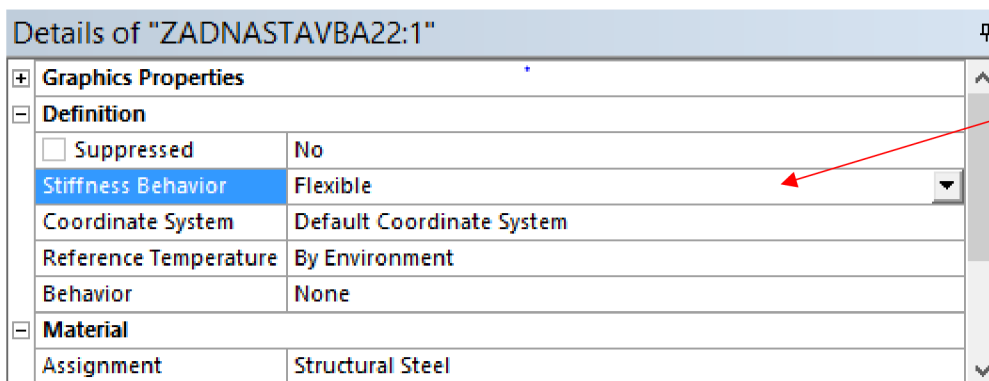 Details of "ZADNASTAVBA22:1"
Graphics Properties
Definition
Suppressed No
Stiffness Behavior Flexible
Coordinate System Default Coordinate System
Reference Temperature By Environment
Behavior None
Material
Assignment Structural Steel